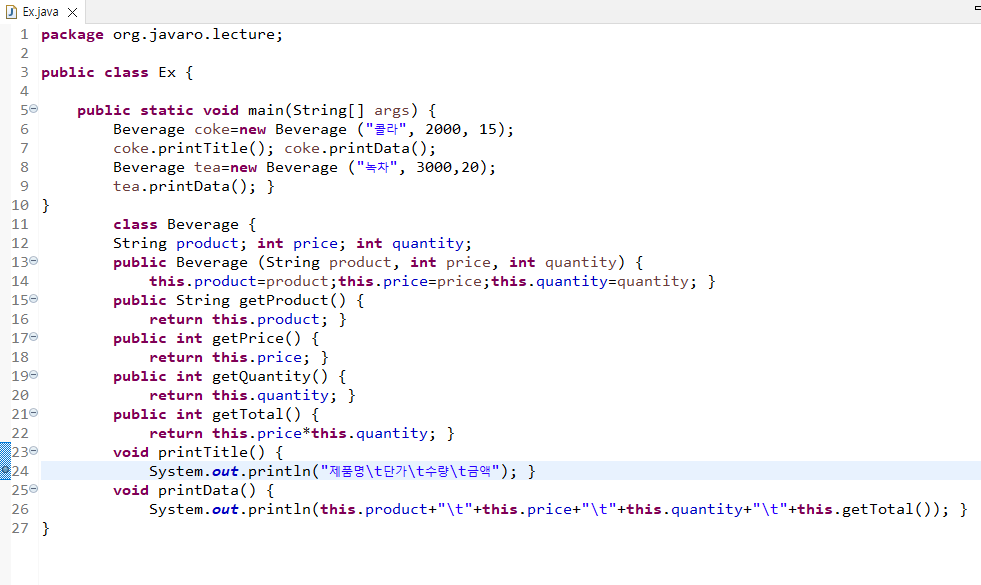 Ex.java
1 package org.javaro.lecture;
2
3 public class Ex {
4
5 public static void main(String[] args) {
6 Beverage coke=new Beverage ("콜라", 2000, 15);
7 coke.printTitle(); coke.printData();
8 Beverage tea=new Beverage ("녹차", 3000,20);
9 tea.printData(); }
10 }
11 class Beverage {
12 String product; int price; int quantity;
13 public Beverage (String product, int price, int quantity) {
14 this.product=product;this.price=price;this.quantity=quantity; }
15 public String getProduct() {
16 return this.product; }
17 public int getPrice() {
18 return this.price; }
19 public int getQuantity() {
20 return this.quantity; }
21 public int getTotal() {
22 return this.price*this.quantity; }
23 void printTitle() {
24 System.out.println("제품명\t단가\t수량\t금액"); }
25 void printData() {
26 System.out.println(this.product+"\t"+this.price+"\t"+this.quantity+"\t"+this.getTotal()); }
27 }